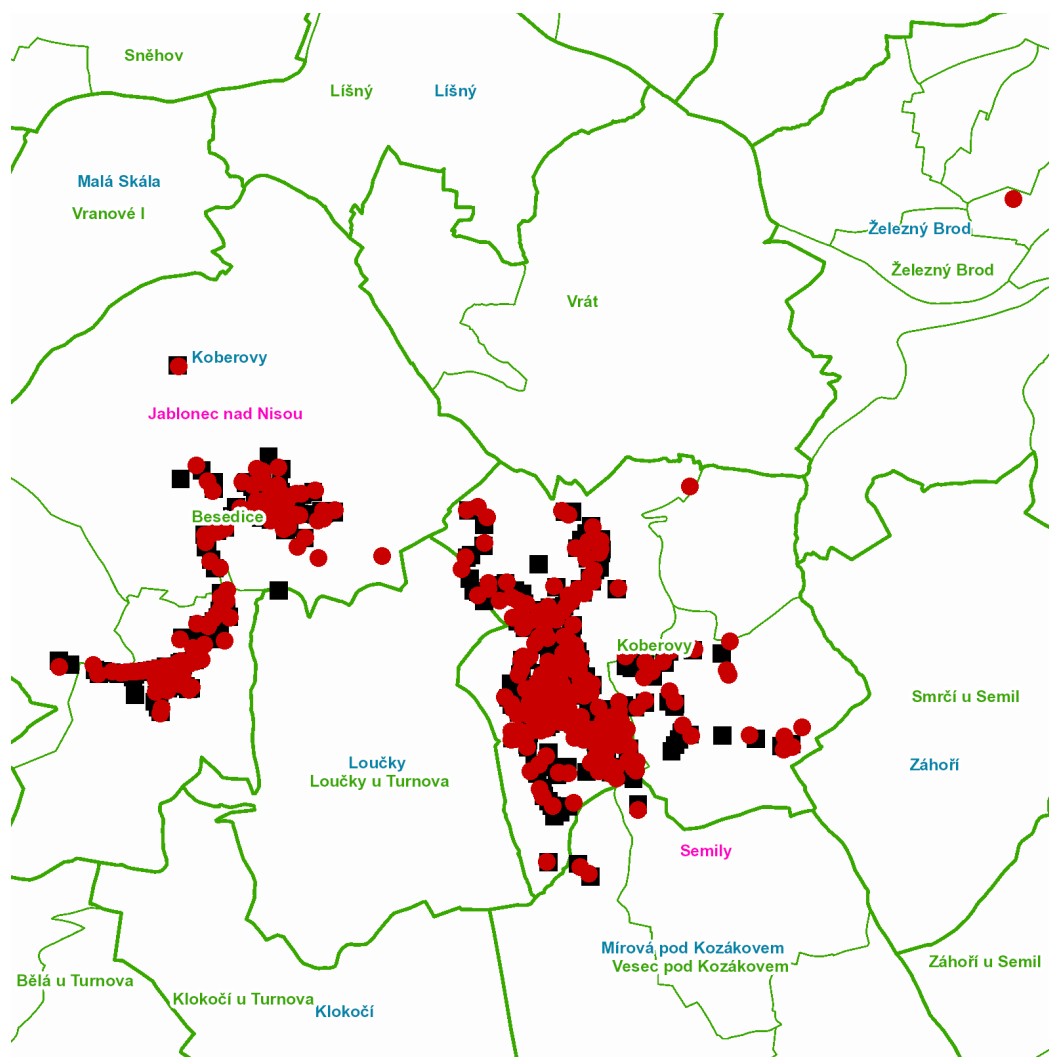 Sněhov
Líšný
Líšný
Malá Skála
Vranové I
Železný Brod
Železný Brod
Vrát
Koberovy
Jablonec nad Nisou
Besedice
Koberovy
Smrčí u Semil
Loučky
Loučky u Turnova
Záhoří
Semily
Mírová pod Kozákovem
Vesec pod Kozákovem
Záhoří u Semil
Bělá u Turnova
Klokočí u Turnova
Klokočí